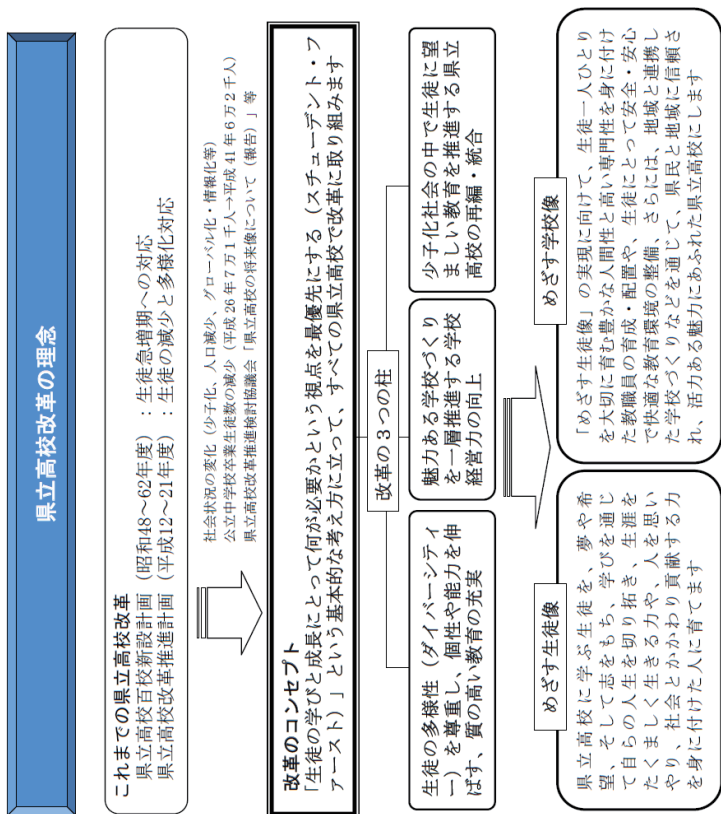 県立高校改革の理念
これまでの県立高校改革
県立高校百校新設計画（昭和48～62年度）：生徒急増期への対応
県立高校改革推進計画（平成12～21年度）：生徒の減少と多様化対応
社会状況の変化（少子化、人口減少、グローバル化・情報化等）
公立中学校卒業生徒数の減少（平成26年７万１千人→平成41年６万２千人）
県立高校改革推進検討協議会「県立高校の将来像について（報告）」等
改革のコンセプト
「生徒の学びと成長にとって何が必要かという視点を最優先にする（スチューデント・フ
ァースト）」という基本的な考え方に立って、すべての県立高校で改革に取り組みます
改革の３つの柱
生徒の多様性（ダイバーシティ
ー）を尊重し、個性や能力を伸
ばす、質の高い教育の充実
魅力ある学校づくり
を一層推進する学校
経営力の向上
少子化社会の中で生徒に望
ましい教育を推進する県立
高校の再編・統合
めざす生徒像
県立高校に学ぶ生徒を、夢や希
望、そして志をもち、学びを通じ
て自らの人生を切り拓き、生涯を
たくましく生きる力や、人を思い
やり、社会とかかわり貢献する力
を身に付けた人に育てます
めざす学校像
「めざす生徒像」の実現に向けて、生徒一人ひとり
を大切に育む豊かな人間性と高い専門性を身に付け
た教職員の育成・配置や、生徒にとって安全・安心
で快適な教育環境の整備、さらには、地域と連携し
た学校づくりなどを通じて、県民と地域に信頼さ
れ、活力ある魅力にあふれた県立高校にします